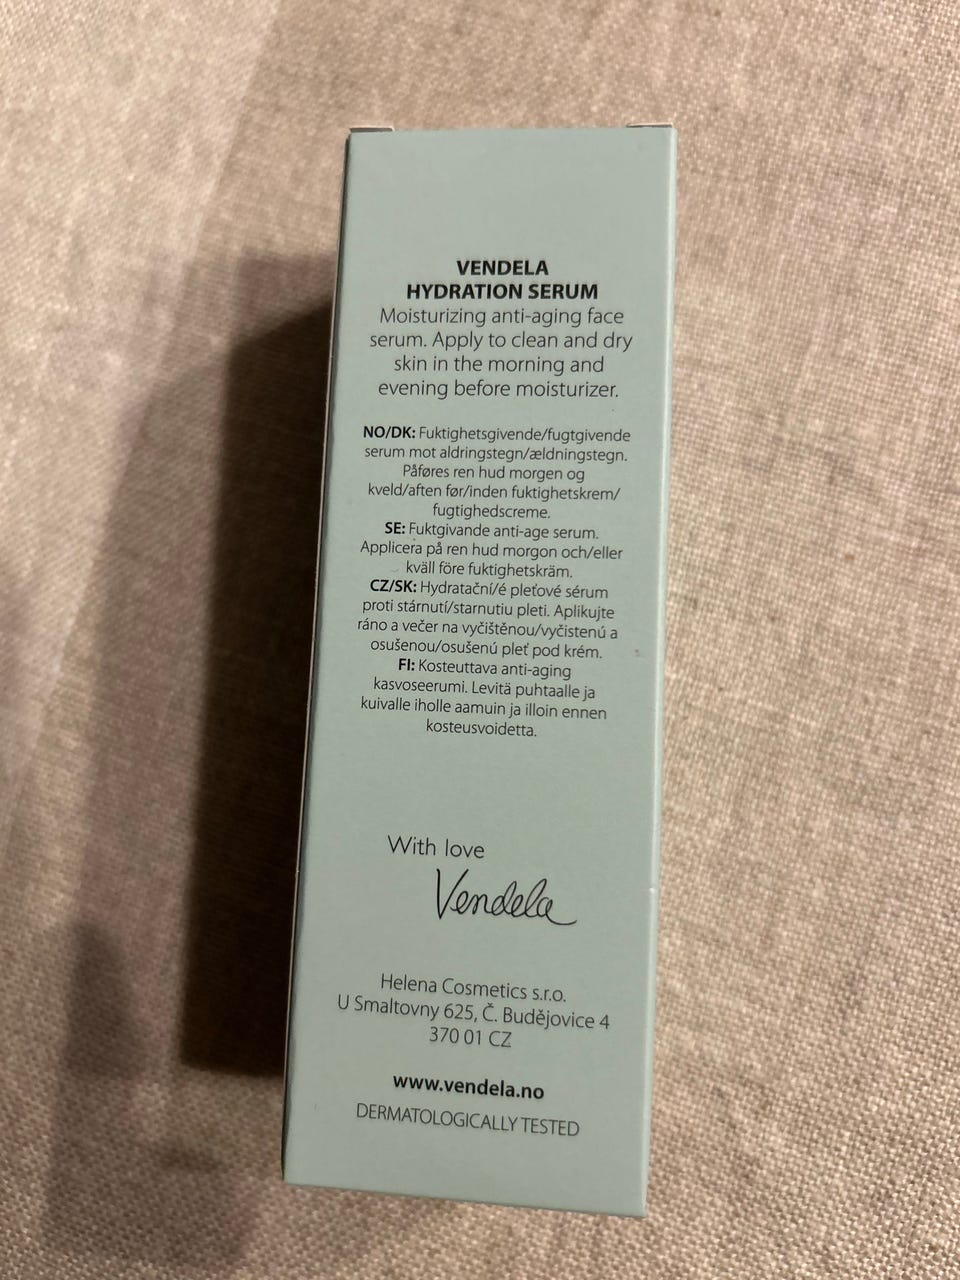 VENDELA
HYDRATION SERUM
Moisturizing anti-aging face
serum. Apply to clean and dry
skin in the morning and
evening before moisturizer.
NO/DK: Fuktighetsgivende/fugtgivende
serum mot aldringstegn/ældningstegn.
Påføres ren hud morgen og
kveld/aften før/inden fuktighetskrem/
fugtighedscreme.
SE: Fuktgivande anti-age serum.
Applicera på ren hud morgon och/eller
kväll före fuktighetskräm.
CZ/SK: Hydratační/é pleťové sérum
proti stárnutí/starnutiu pleti. Aplikujte
ráno a večer na vyčištěnou/vyčistenú a
osušenou/osušenú pleť pod krém.
FI: Kosteuttava anti-aging
kasvoseerumi. Levitä puhtaalle ja
kuivalle iholle aamuin ja illoin ennen
kosteusvoidetta.
With love
Vendela
Helena Cosmetics s.r.o.
U Smaltovny 625, Č. Budějovice 4
370 01 CZ
www.vendela.no
DERMATOLOGICALLY TESTED